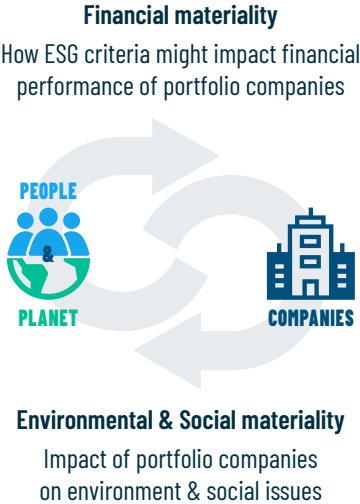 Financial materiality
How ESG criteria might impact financial
performance of portfolio companies
PEOPLE
&
PLANET
COMPANIES
Environmental & Social materiality
Impact of portfolio companies
on environment & social issues